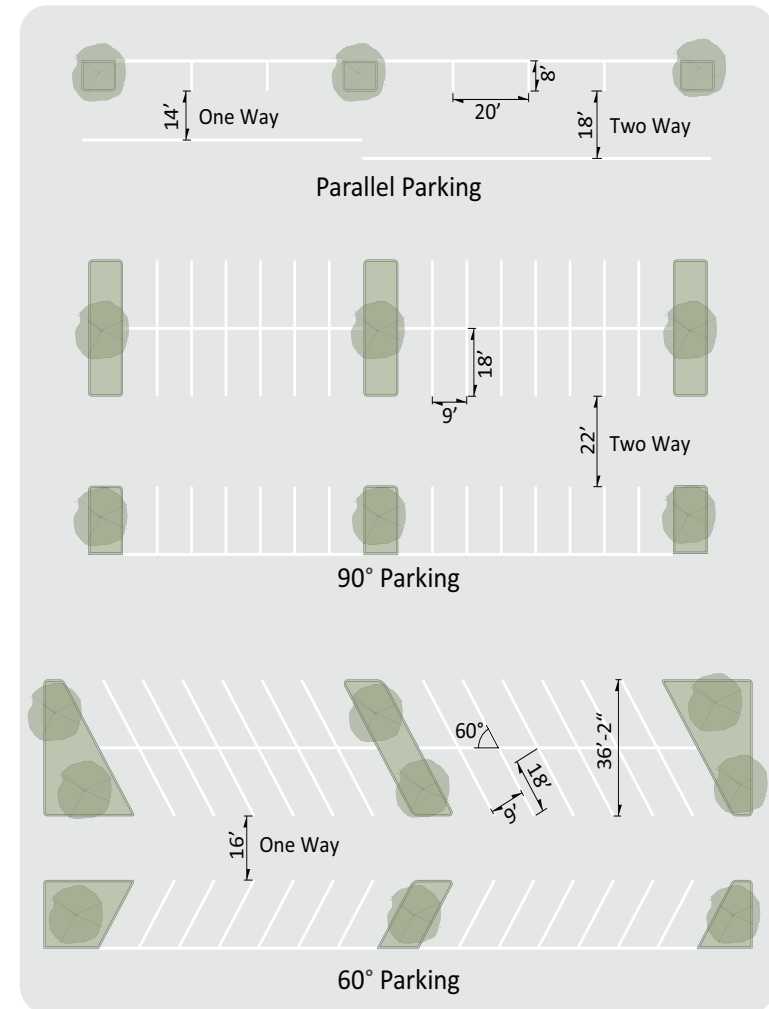 8’
20’
14’
One Way
18’
Two Way
Parallel Parking
18’
9’
22’
Two Way
90° Parking
60°
18’
9’
36’-2“
16’
One Way
60° Parking